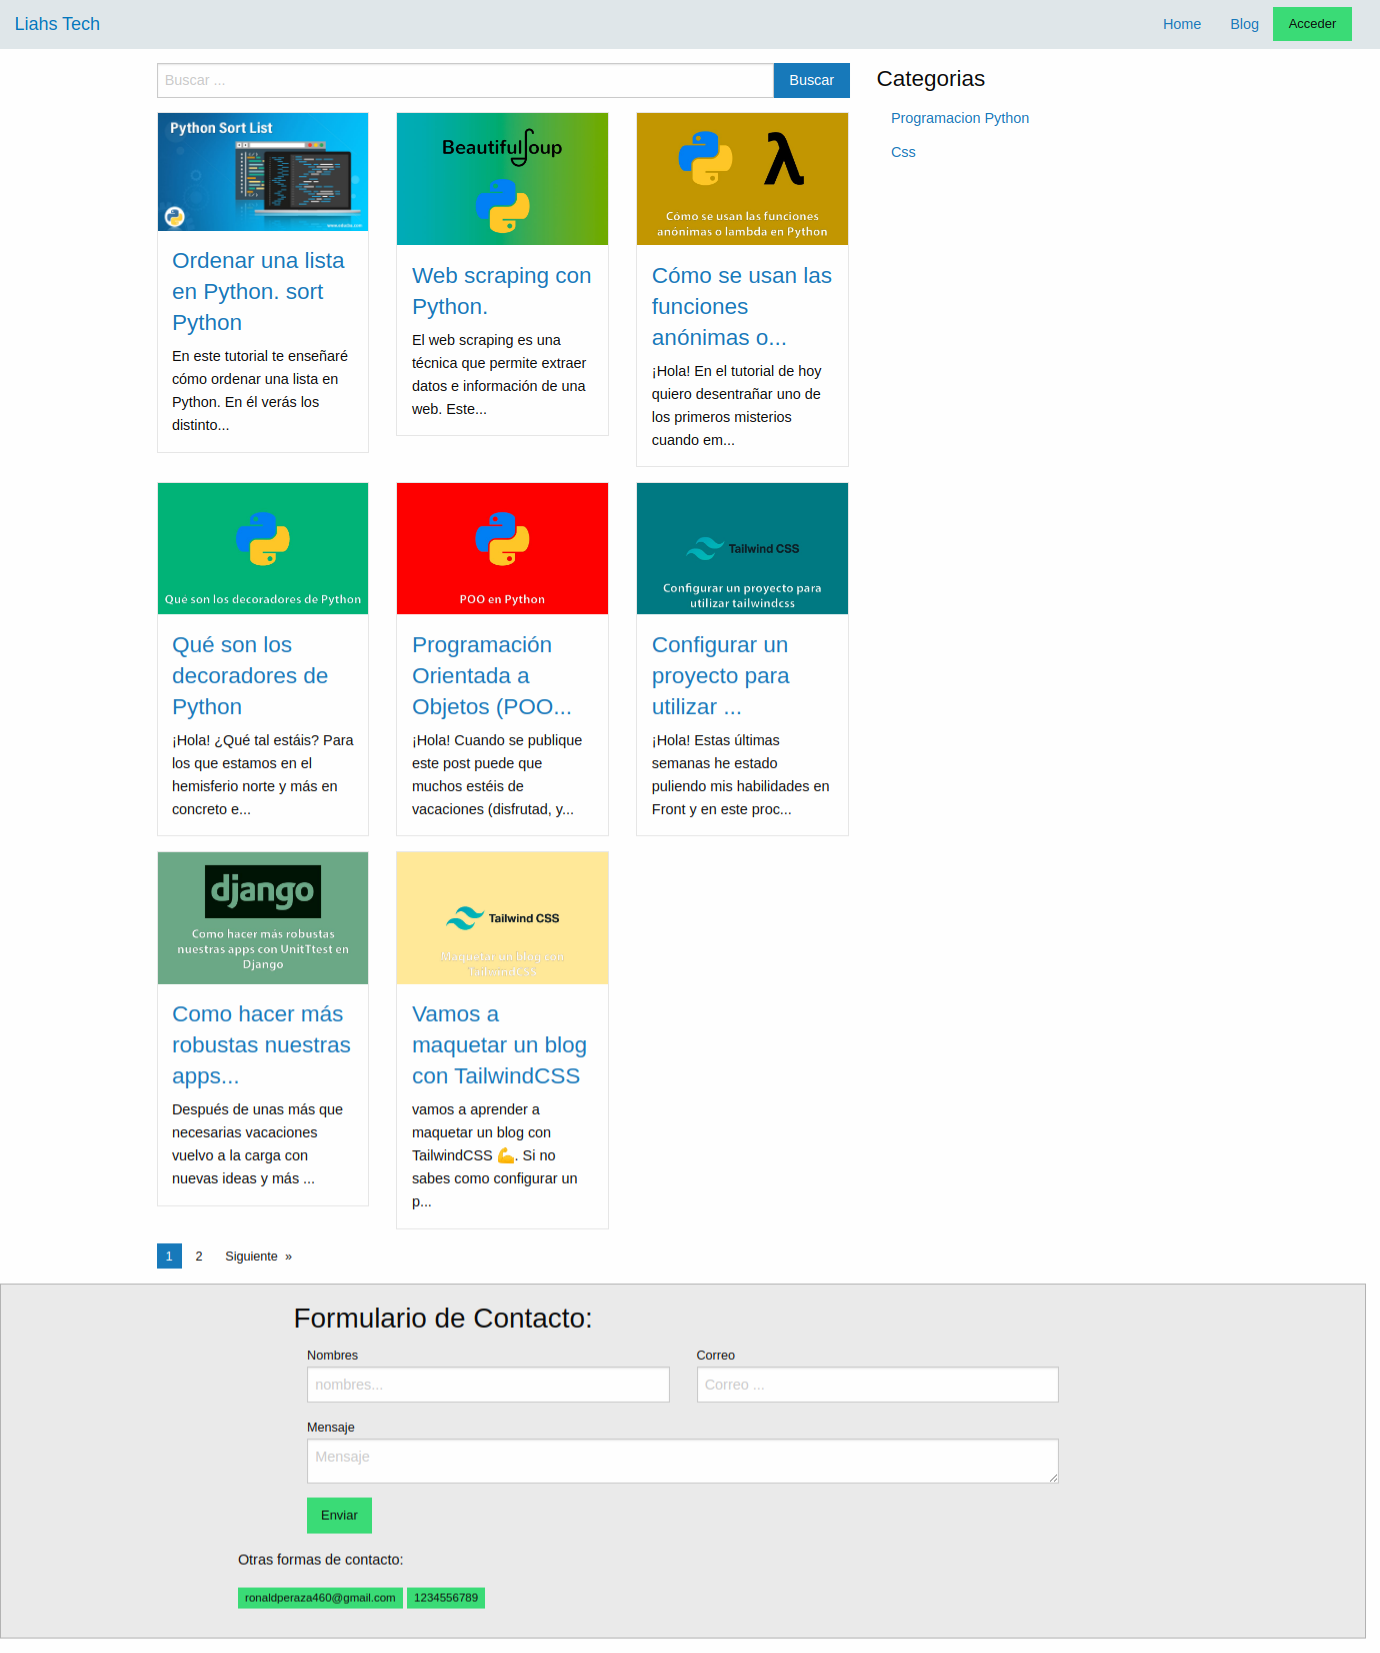 Liahs Tech
Home Blog Acceder
Buscar ... Buscar
Categorias
Programacion Python
Css
Python Sort List
Ordenar una lista
en Python. sort
Python
En este tutorial te enseñaré
cómo ordenar una lista en
Python. En él verás los
distinto...
BeautifulSoup
Web scraping con
Python.
El web scraping es una
técnica que permite extraer
datos e información de una
web. Este...
λ
Cómo se usan las funciones
anónimas o lambda en Python
Cómo se usan las
funciones
anónimas o...
¡Hola! En el tutorial de hoy
quiero desentrañar uno de
los primeros misterios
cuando em...
Qué son los decoradores de Python
Qué son los
decoradores de
Python
¡Hola! ¿Qué tal estáis? Para
los que estamos en el
hemisferio norte y más en
concreto e...
POO en Python
Programación
Orientada a
Objetos (POO...
¡Hola! Cuando se publique
este post puede que
muchos estéis de
vacaciones (disfrutad, y...
Tailwind CSS
Configurar un proyecto para
utilizar tailwindcss
Configurar un
proyecto para
utilizar ...
¡Hola! Estas últimas
semanas he estado
puliendo mis habilidades en
Front y en este proc...
django
Como hacer más robustas
nuestras apps con UnitTtest en
Django
Como hacer más
robustas nuestras
apps...
Después de unas más que
necesarias vacaciones
vuelvo a la carga con
nuevas ideas y más ...
Tailwind CSS
Maquetar un blog con
TailwindCSS
Vamos a
maquetar un blog
con TailwindCSS
vamos a aprender a
maquetar un blog con
TailwindCSS 💪. Si no
sabes como configurar un
p...
1 2 Siguiente »
Formulario de Contacto:
Nombres
nombres...
Correo
Correo ...
Mensaje
Mensaje
Enviar
Otras formas de contacto:
ronaldperaza460@gmail.com 1234556789